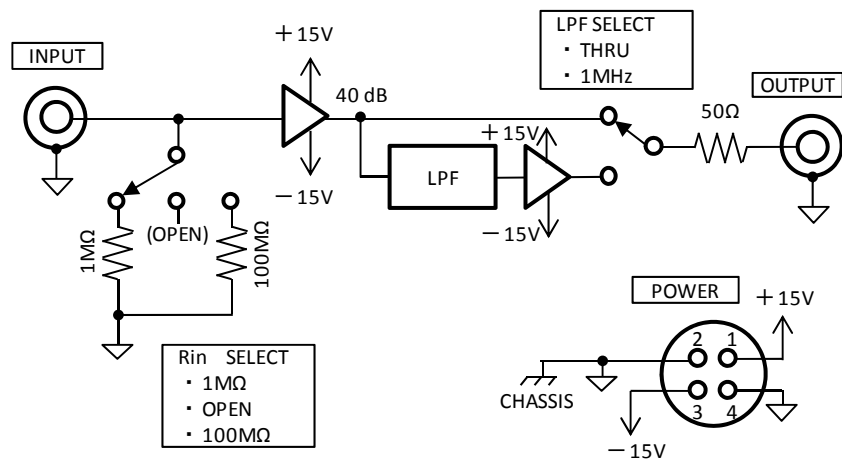 INPUT
+15V
40 dB
-15V
LPF SELECT
・ THRU
・ 1MHz
OUTPUT
50Ω
+15V
LPF
-15V
1MΩ
(OPEN)
100MΩ
Rin SELECT
・ 1MΩ
・ OPEN
・ 100MΩ
POWER
+15V
2 1
3 4
CHASSIS
-15V